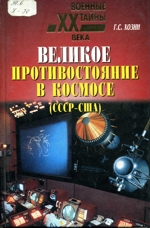 ВОЕННЫЕ
XX ТАЙНЫ
ВЕКА
Г.С. ХОЗИН
ВЕЛИКОЕ
ПРОТИВОСТОЯНИЕ
В КОСМОСЕ
(СССР-США)